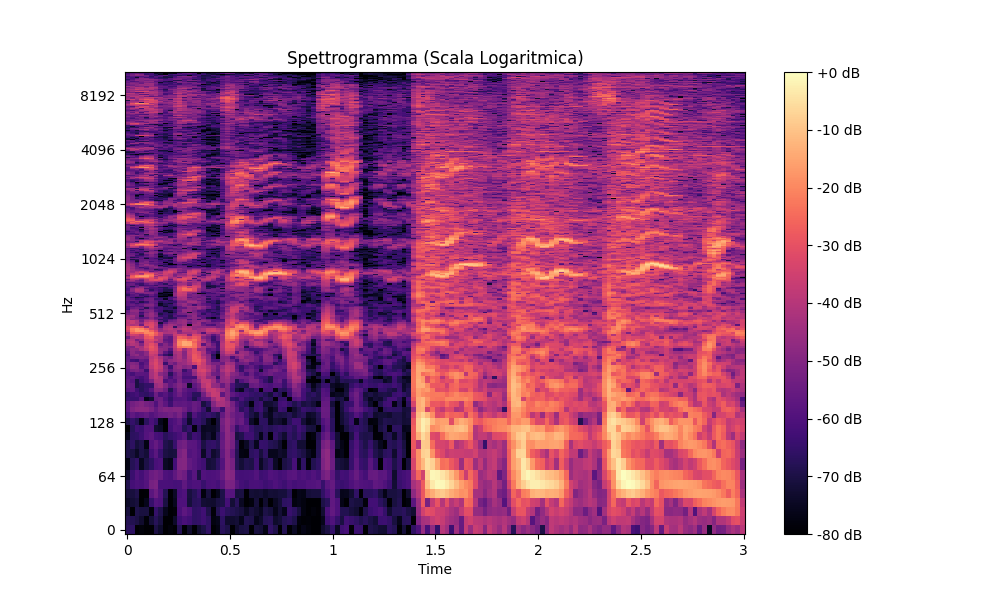 Spettrogramma (Scala Logaritmica)
Hz
8192
4096
2048
1024
512
256
128
64
0
0
0.5
1
1.5
2
2.5
3
Time
+0 dB
-10 dB
-20 dB
-30 dB
-40 dB
-50 dB
-60 dB
-70 dB
-80 dB